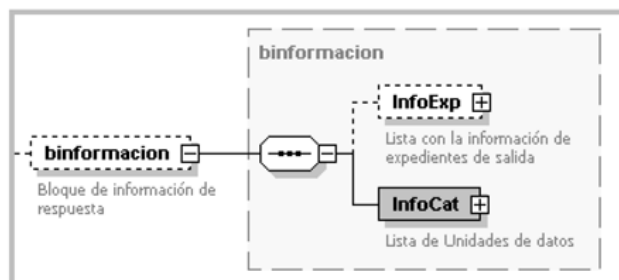 binformacion
InfoExp
Lista con la información de
expedientes de salida
binformacion
Bloque de información de
respuesta
InfoCat
Lista de Unidades de datos